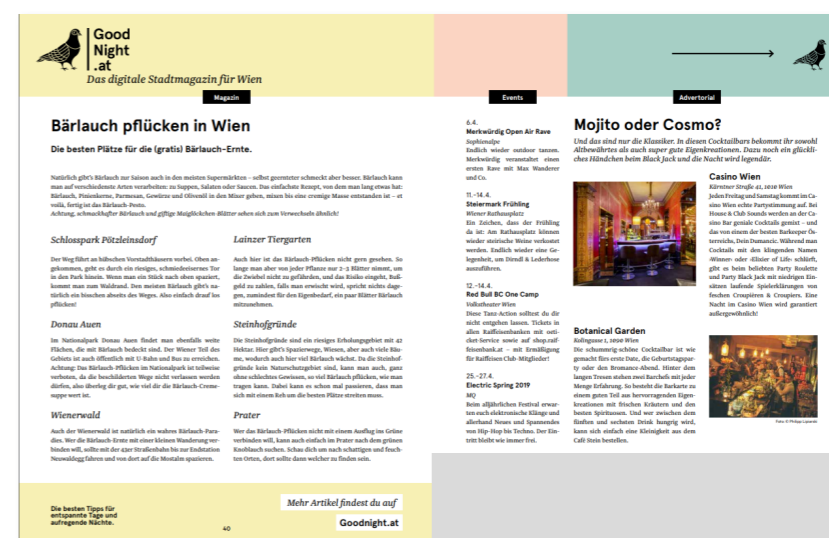 Good
Night
.at
Das digitale Stadtmagazin für Wien
Magazin
Bärlauch pflücken in Wien
Die besten Plätze für die (gratis) Bärlauch-Ernte.
Natürlich gibt's Bärlauch zur Saison auch in den meisten Supermärkten – selbst geernteter schmeckt aber besser. Bärlauch kann
man auf verschiedenste Arten verarbeiten: zu Suppen, Salaten oder Saucen. Das einfachste Rezept, von dem man lang etwas hat:
Bärlauch, Pinienkerne, Parmesan, Gewürze und Olivenöl in den Mixer geben, mixen bis eine cremige Masse entstanden ist – et
voilà, fertig ist das Bärlauch-Pesto.
Achtung, schmackhafter Bärlauch und giftige Maiglöckchen-Blätter sehen sich zum Verwechseln ähnlich!
Schlosspark Pötzleinsdorf
Der Weg führt an hübschen Vorstadthäusern vorbei. Oben an-
gekommen, geht es durch ein riesiges, schmiedeeisernes Tor
in den Park hinein. Wenn man ein Stück nach oben spaziert,
kommt man zum Waldrand. Den meisten Bärlauch gibt's na-
türlich ein bisschen abseits des Weges. Also einfach drauf los
pflücken!
Donau Auen
Im Nationalpark Donau Auen findet man ebenfalls weite
Flächen, die mit Bärlauch bedeckt sind. Der Wiener Teil des
Gebiets ist auch öffentlich mit U-Bahn und Bus zu erreichen.
Achtung: Das Bärlauch-Pflücken im Nationalpark ist teilweise
verboten, da die beschilderten Wege nicht verlassen werden
dürfen, also überleg dir gut, wie viel dir die Bärlauch-Creme-
suppe wert ist.
Wienerwald
Auch der Wienerwald ist natürlich ein wahres Bärlauch-Para-
dies. Wer die Bärlauch-Ernte mit einer kleinen Wanderung ver-
binden will, sollte mit der 43er Straßenbahn bis zur Endstation
Neuwaldegg fahren und von dort auf die Mostalm spazieren.
Lainzer Tiergarten
Auch hier ist das Bärlauch-Pflücken nicht gern gesehen. So
lange man aber von jeder Pflanze nur 2-3 Blätter nimmt, um
die Zwiebel nicht zu gefährden, und das Risiko eingeht, Buß-
geld zu zahlen, falls man erwischt wird, spricht nichts dage-
gen, zumindest für den Eigenbedarf, ein paar Blätter Bärlauch
mitzunehmen.
Steinhofgründe
Die Steinhofgründe sind ein riesiges Erholungsgebiet mit 42
Hektar. Hier gibt's Spazierwege, Wiesen, aber auch viele Bäu-
me, wodurch auch hier viel Bärlauch wächst. Da die Steinhof-
gründe kein Naturschutzgebiet sind, kann man auch, ganz
ohne schlechtes Gewissen, so viel Bärlauch pflücken, wie man
tragen kann. Dabei kann es schon mal passieren, dass man
sich mit einem Reh um die besten Plätze streiten muss.
Prater
Wer das Bärlauch-Pflücken nicht mit einem Ausflug ins Grüne
verbinden will, kann auch einfach im Prater nach dem grünen
Knoblauch suchen. Schau dich um nach schattigen und feuch-
ten Orten, dort sollte dann welcher zu finden sein.
Die besten Tipps für
entspannte Tage und
aufregende Nächte.
40
Mehr Artikel findest du auf
Goodnight.at
Events
6.4.
Merkwürdig Open Air Rave
Sophienalpe
Endlich wieder outdoor tanzen.
Merkwürdig veranstaltet einen
ersten Rave mit Max Wanderer
und Co.
11.-14.4.
Steiermark Frühling
Wiener Rathausplatz
Ein Zeichen, dass der Frühling
da ist: Am Rathausplatz können
wieder steirische Weine verkostet
werden. Endlich wieder eine Ge-
legenheit, um Dirndl & Lederhose
auszuführen.
12.-14.4.
Red Bull BC One Camp
Volkstheater Wien
Diese Tanz-Action solltest du dir
nicht entgehen lassen. Tickets in
allen Raiffeisenbanken mit oeti-
cket-Service sowie auf shop.raif-
feisenbank.at – mit Ermäßigung
für Raiffeisen Club-Mitglieder!
25.-27.4.
Electric Spring 2019
MQ
Beim alljährlichen Festival erwar-
ten euch elektronische Klänge und
allerhand Neues und Spannendes
von Hip-Hop bis Techno. Der Ein-
tritt bleibt wie immer frei.
Advertorial
Mojito oder Cosmo?
Und das sind nur die Klassiker. In diesen Cocktailbars bekommt ihr sowohl
Altbewährtes als auch super gute Eigenkreationen. Dazu noch ein glückli-
ches Händchen beim Black Jack und die Nacht wird legendär.
Casino Wien
Kärntner Straße 41, 1010 Wien
Jeden Freitag und Samstag kommt im Ca-
sino Wien echte Partystimmung auf. Bei
House & Club Sounds werden an der Ca-
sino Bar geniale Cocktails gemixt – und
das von einem der besten Barkeeper Ös-
terreichs, Dein Damancic. Während man
Cocktails mit den klingenden Namen
»Winner« oder »Elixier of Life« schlürft,
gibt es beim beliebten Party Roulette
und Party Black Jack mit niedrigen Ein-
sätzen laufende Spielerklärungen von
feschen Croupièren & Croupiers. Eine
Nacht im Casino Wien wird garantiert
außergewöhnlich!
Botanical Garden
Kolingasse 1, 1090 Wien
Die schummrig-schöne Cocktailbar ist wie
gemacht fürs erste Date, die Geburtstagspar-
ty oder den Bromance-Abend. Hinter dem
langen Tresen stehen zwei Barchefs mit jeder
Menge Erfahrung. So besteht die Barkarte zu
einem guten Teil aus hervorragenden Eigen-
kreationen mit frischen Kräutern und den
besten Spirituosen. Und wer zwischen dem
fünften und sechsten Drink hungrig wird,
kann sich einfach eine Kleinigkeit aus dem
Café Stein bestellen.
Foto: © Philipp Lipiarski